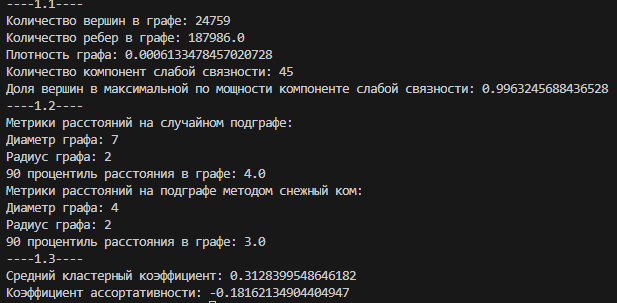 ----1.1----
Количество вершин в графе: 24759
Количество ребер в графе: 187986.0
Плотность графа: 0.0006133478457020728
Количество компонент слабой связности: 45
Доля вершин в максимальной по мощности компоненте слабой связности: 0.9963245688436528
----1.2----
Метрики расстояний на случайном подграфе:
Диаметр графа: 7
Радиус графа: 2
90 процентиль расстояния в графе: 4.0
Метрики расстояний на подграфе методом снежный ком:
Диаметр графа: 4
Радиус графа: 2
90 процентиль расстояния в графе: 3.0
----1.3----
Средний кластерный коэффициент: 0.3128399548646182
Коэффициент ассортативности: -0.18162134904404947